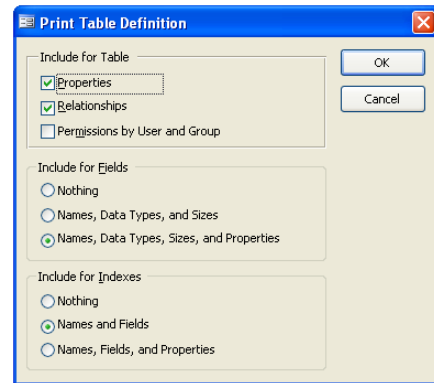 Print Table Definition
Include for Table
Properties
Relationships
Permissions by User and Group
OK
Cancel
Include for Fields
Nothing
Names, Data Types, and Sizes
Names, Data Types, Sizes, and Properties
Include for Indexes
Nothing
Names and Fields
Names, Fields, and Properties